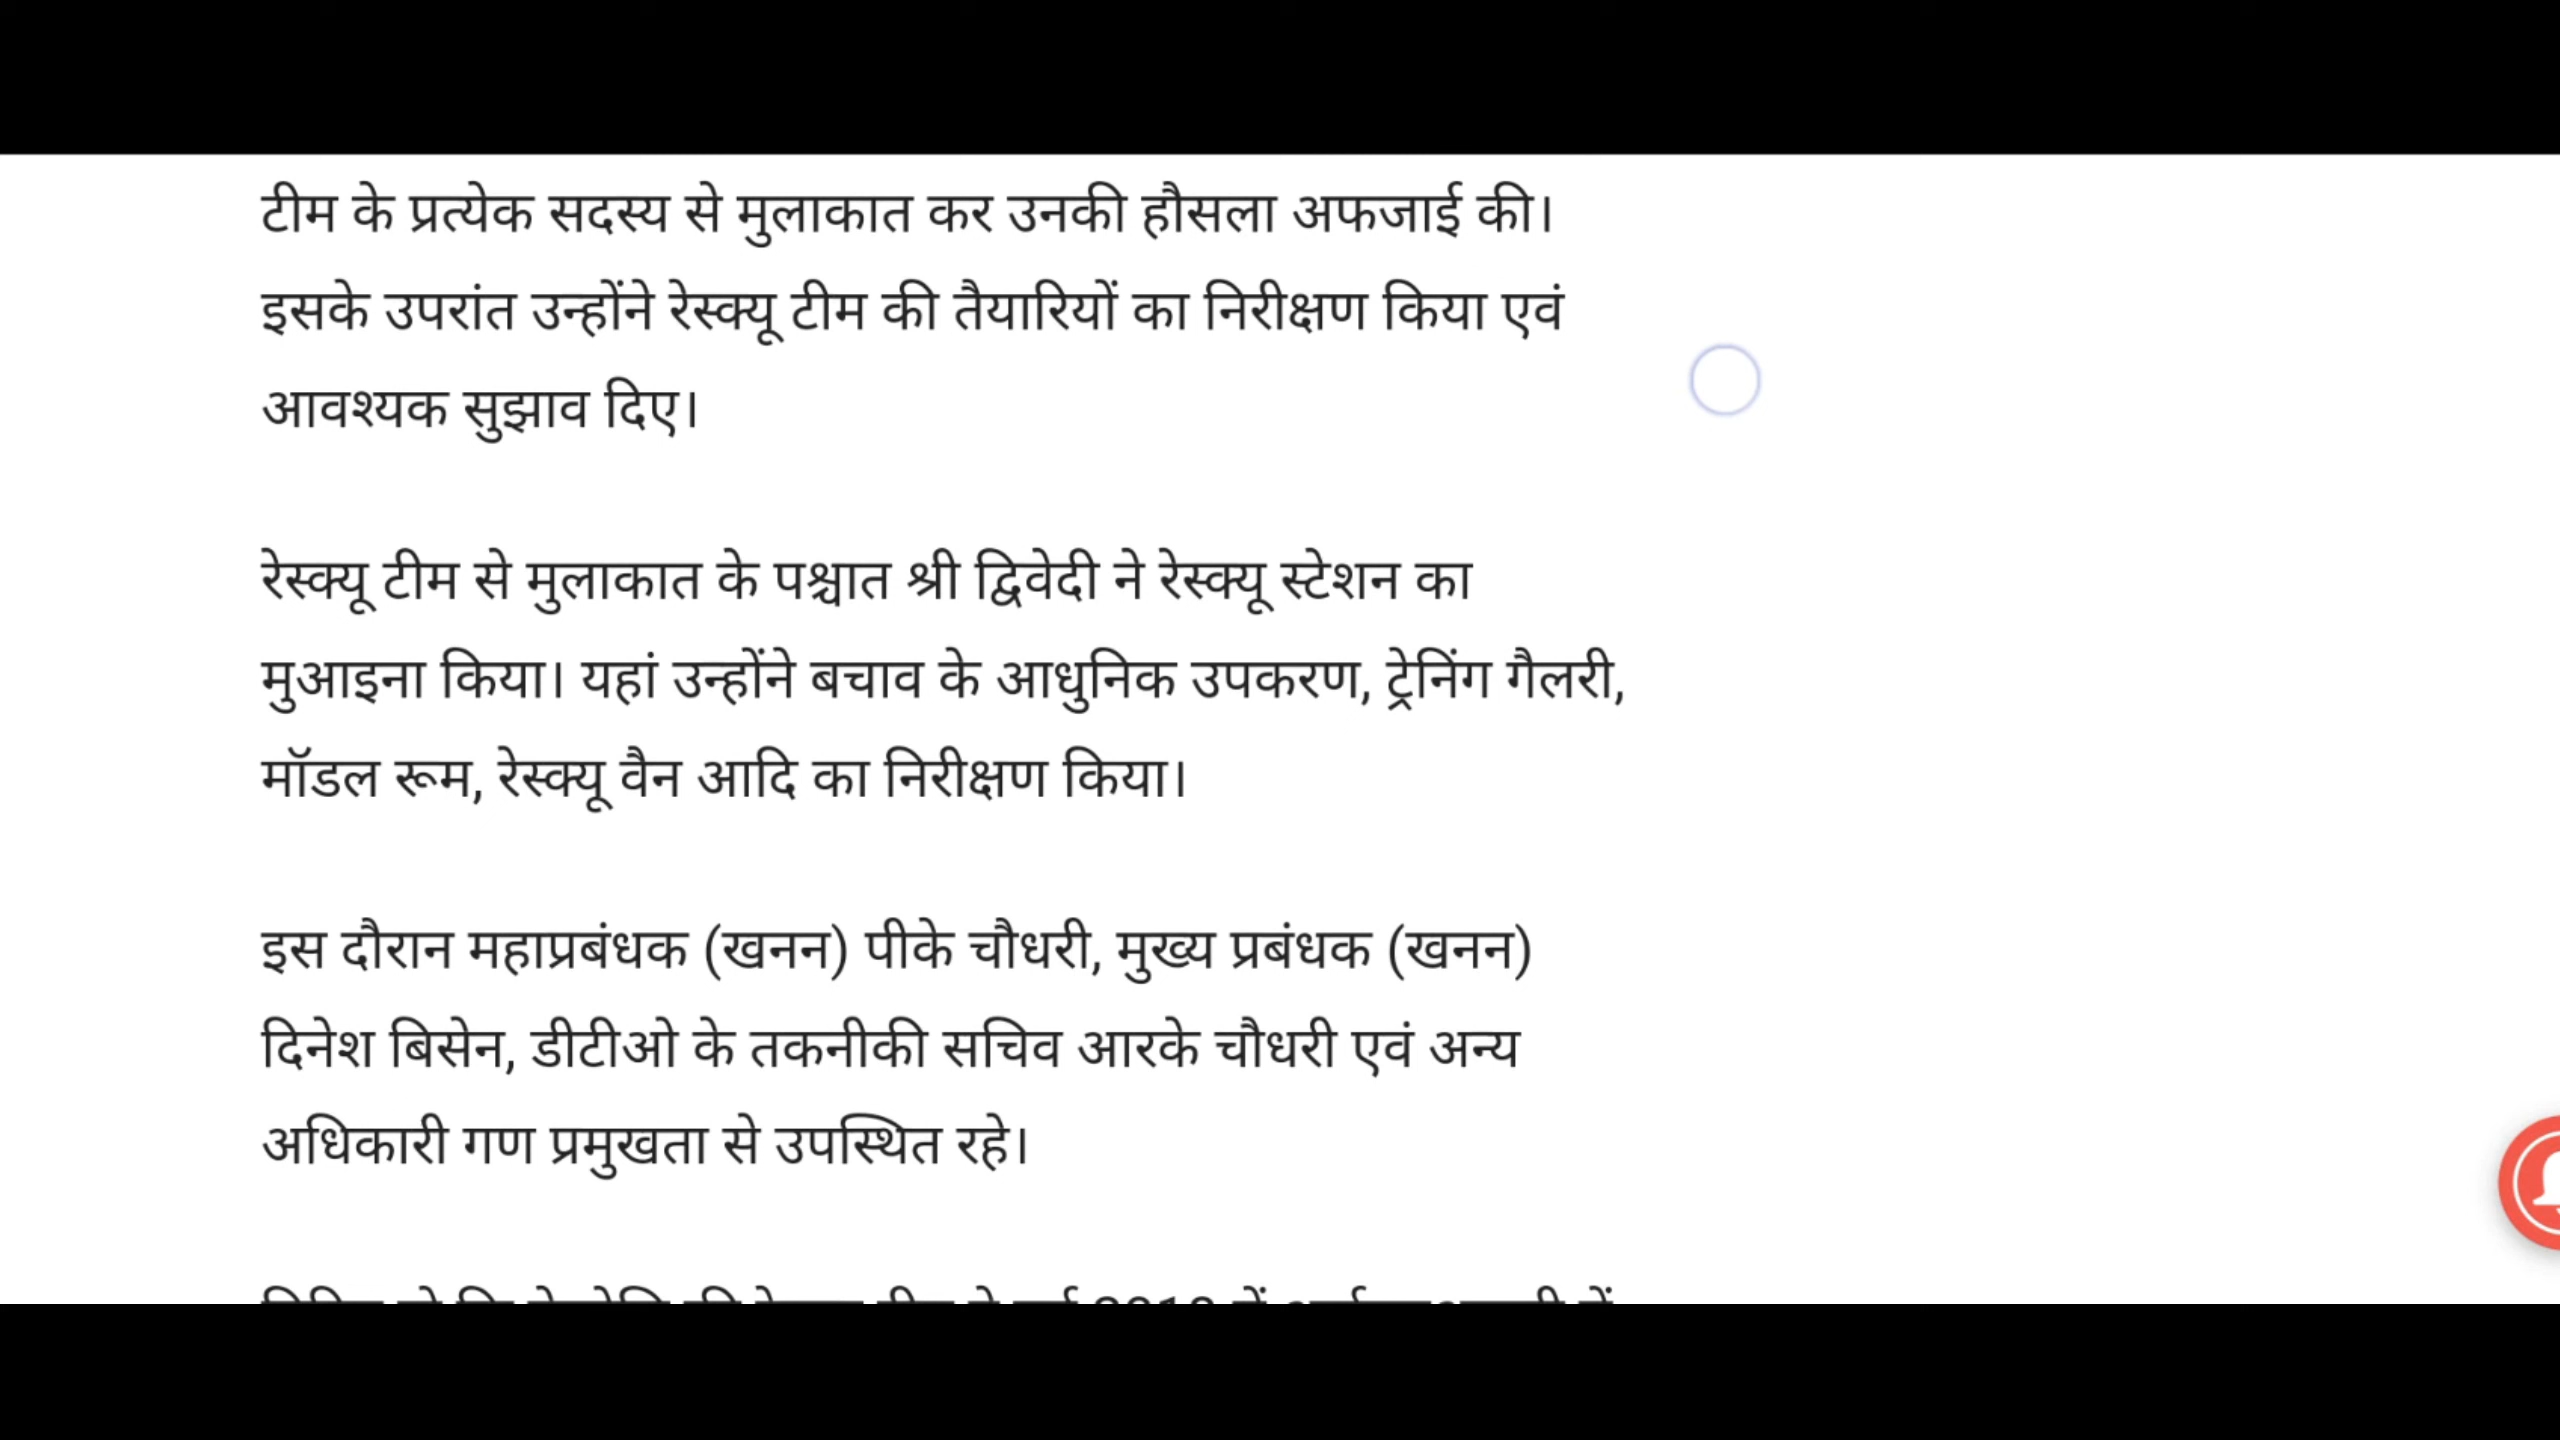 टीम के प्रत्येक सदस्य से मुलाकात कर उनकी हौसला अफजाई की।
इसके उपरांत उन्होंने रेस्क्यू टीम की तैयारियों का निरीक्षण किया एवं
आवश्यक सुझाव दिए।
रेस्क्यू टीम से मुलाकात के पश्चात श्री द्विवेदी ने रेस्क्यू स्टेशन का
मुआइना किया। यहां उन्होंने बचाव के आधुनिक उपकरण, ट्रेनिंग गैलरी,
मॉडल रूम, रेस्क्यू वैन आदि का निरीक्षण किया।
इस दौरान महाप्रबंधक (खनन) पीके चौधरी, मुख्य प्रबंधक (खनन)
दिनेश बिसेन, डीटीओ के तकनीकी सचिव आरके चौधरी एवं अन्य
अधिकारी गण प्रमुखता से उपस्थित रहे।